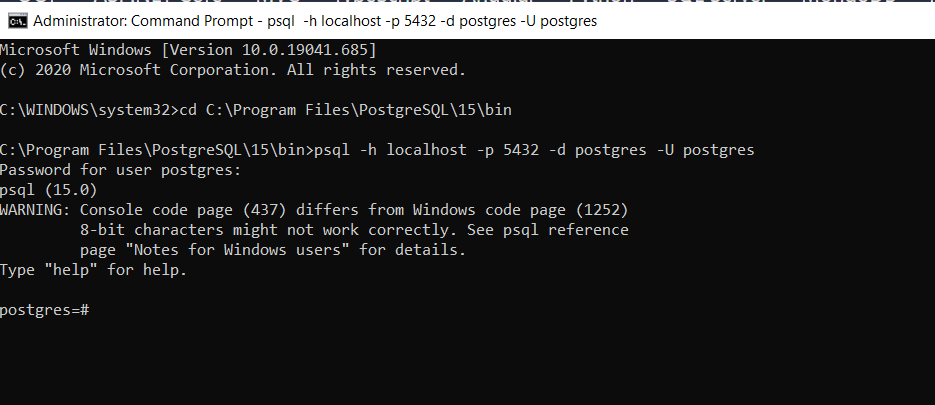 Administrator: Command Prompt - psql -h localhost -p 5432 -d postgres -U postgres
Microsoft Windows [Version 10.0.19041.685]
(c) 2020 Microsoft Corporation. All rights reserved.
C:\WINDOWS\system32>cd C:\Program Files\PostgreSQL\15\bin
C:\Program Files\PostgreSQL\15\bin>psql -h localhost -p 5432 -d postgres -U postgres
Password for user postgres:
psql (15.0)
WARNING: Console code page (437) differs from Windows code page (1252)
8-bit characters might not work correctly. See psql reference
page "Notes for Windows users" for details.
Type "help" for help.
postgres=#